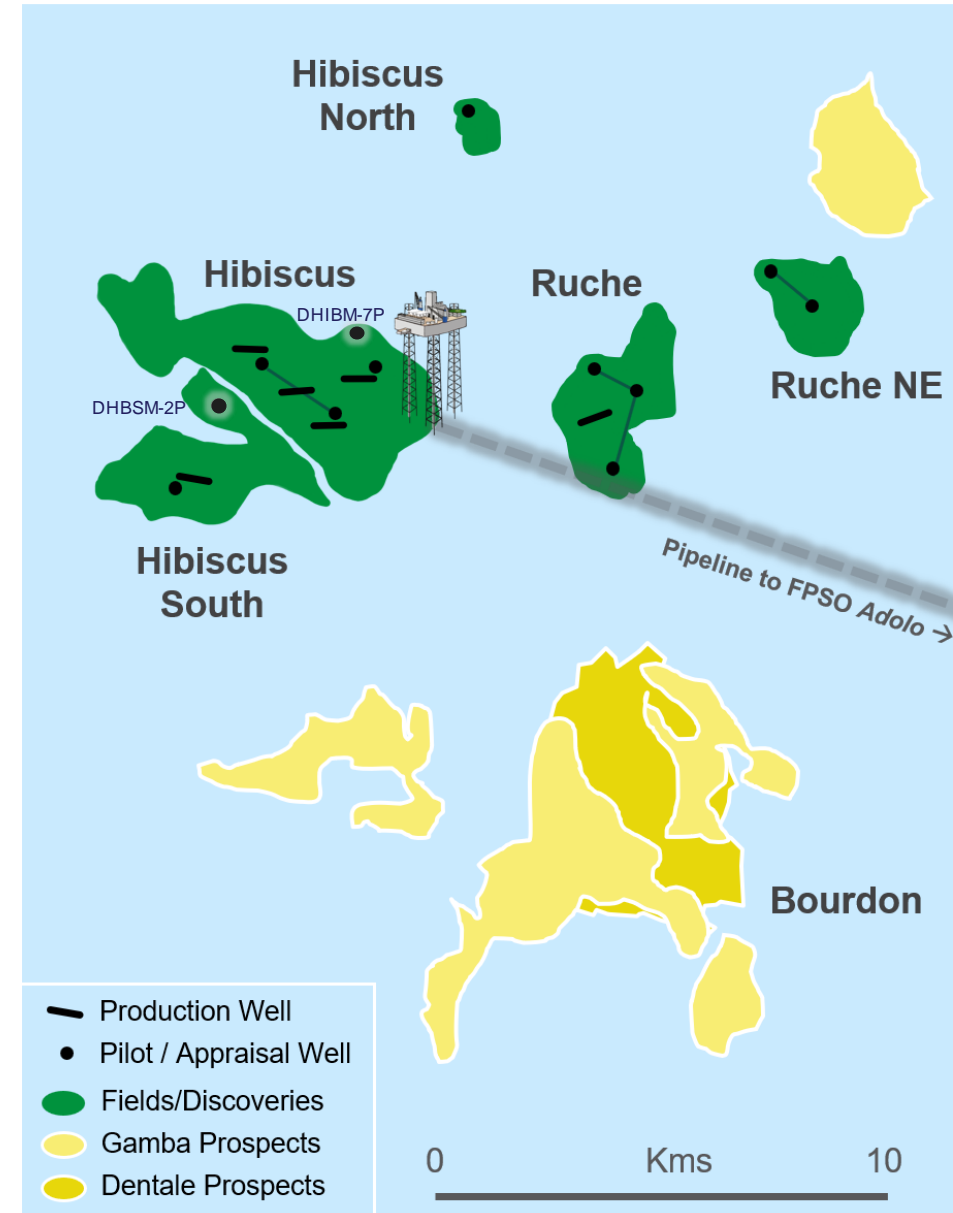 Hibiscus
North
Hibiscus
DHIBM-7P
Ruche
Ruche NE
DHBSM-2P
Hibiscus
South
Pipeline to FPSO Adolo →
Bourdon
Production Well
Pilot / Appraisal Well
Fields/Discoveries
Gamba Prospects
Dentale Prospects
0 Kms 10